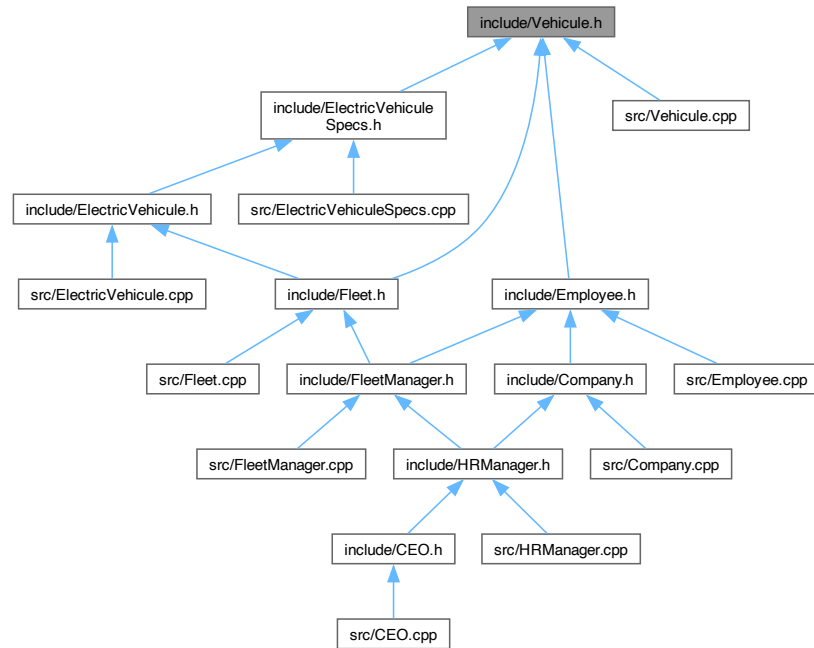 include/Vehicule.h
include/ElectricVehicule
Specs.h
src/Vehicule.cpp
include/ElectricVehicule.h
src/ElectricVehiculeSpecs.cpp
src/ElectricVehicule.cpp
include/Fleet.h
include/Employee.h
src/Fleet.cpp
include/FleetManager.h
include/Company.h
src/Employee.cpp
src/FleetManager.cpp
include/HRManager.h
src/Company.cpp
include/CEO.h
src/HRManager.cpp
src/CEO.cpp